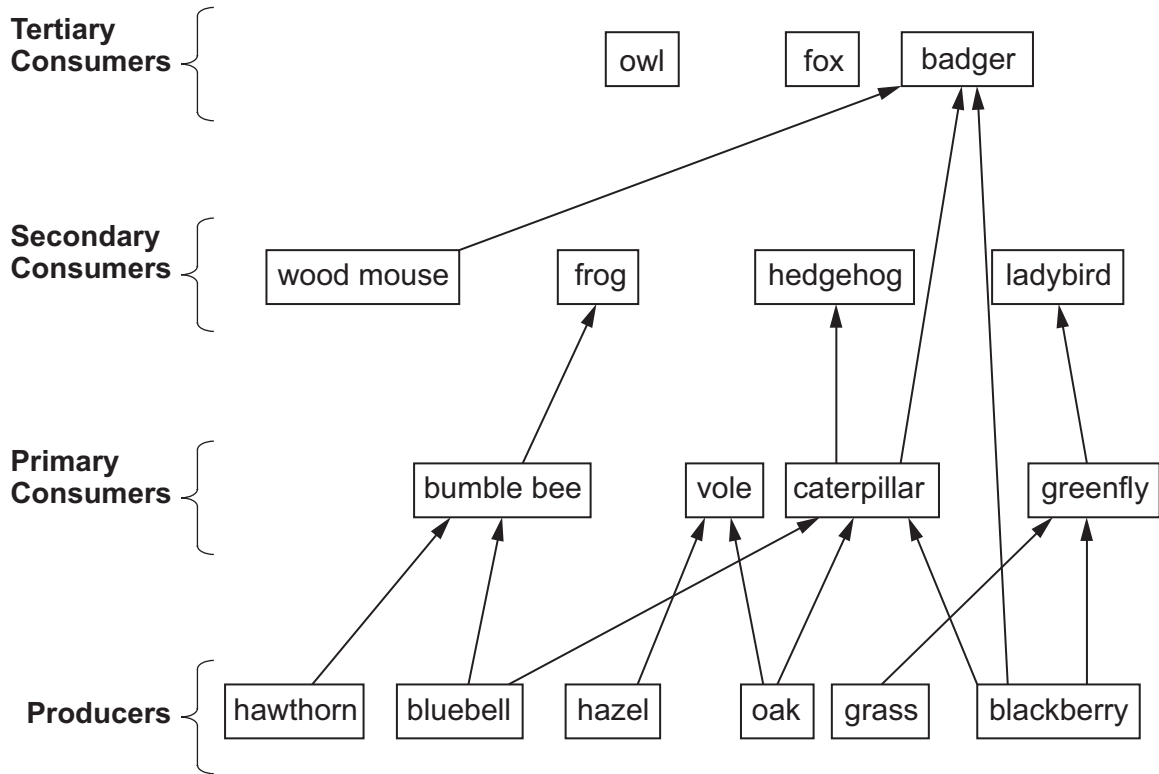 Tertiary
Consumers
owl
fox
badger
Secondary
Consumers
wood mouse
frog
hedgehog
ladybird
Primary
Consumers
bumble bee
vole
caterpillar
greenfly
Producers
hawthorn
bluebell
hazel
oak
grass
blackberry